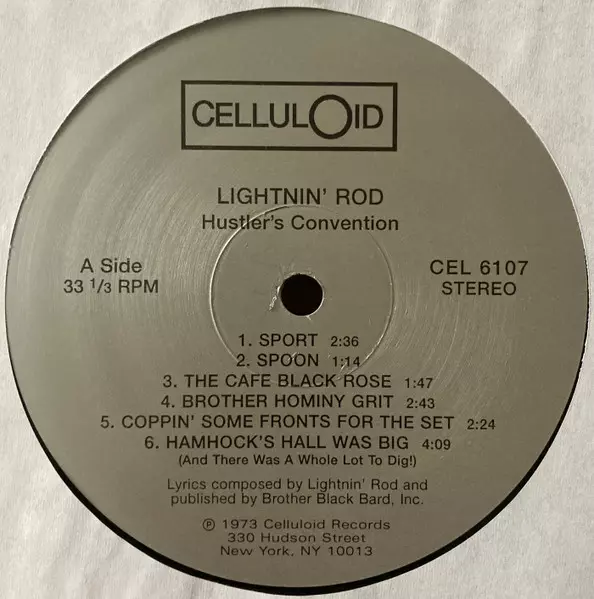 CELLULOID
LIGHTNIN' ROD
Hustler's Convention
A Side
33 1/3 RPM
CEL 6107
STEREO
1. SPORT 2:36
2. SPOON 1:14
3. THE CAFE BLACK ROSE 1:47
4. BROTHER HOMINY GRIT 2:43
5. COPPIN' SOME FRONTS FOR THE SET 2:24
6. HAMHOCK'S HALL WAS BIG 4:09
(And There Was A Whole Lot To Dig!)
Lyrics composed by Lightnin' Rod and
published by Brother Black Bard, Inc.
℗ 1973 Celluloid Records
330 Hudson Street
New York, NY 10013